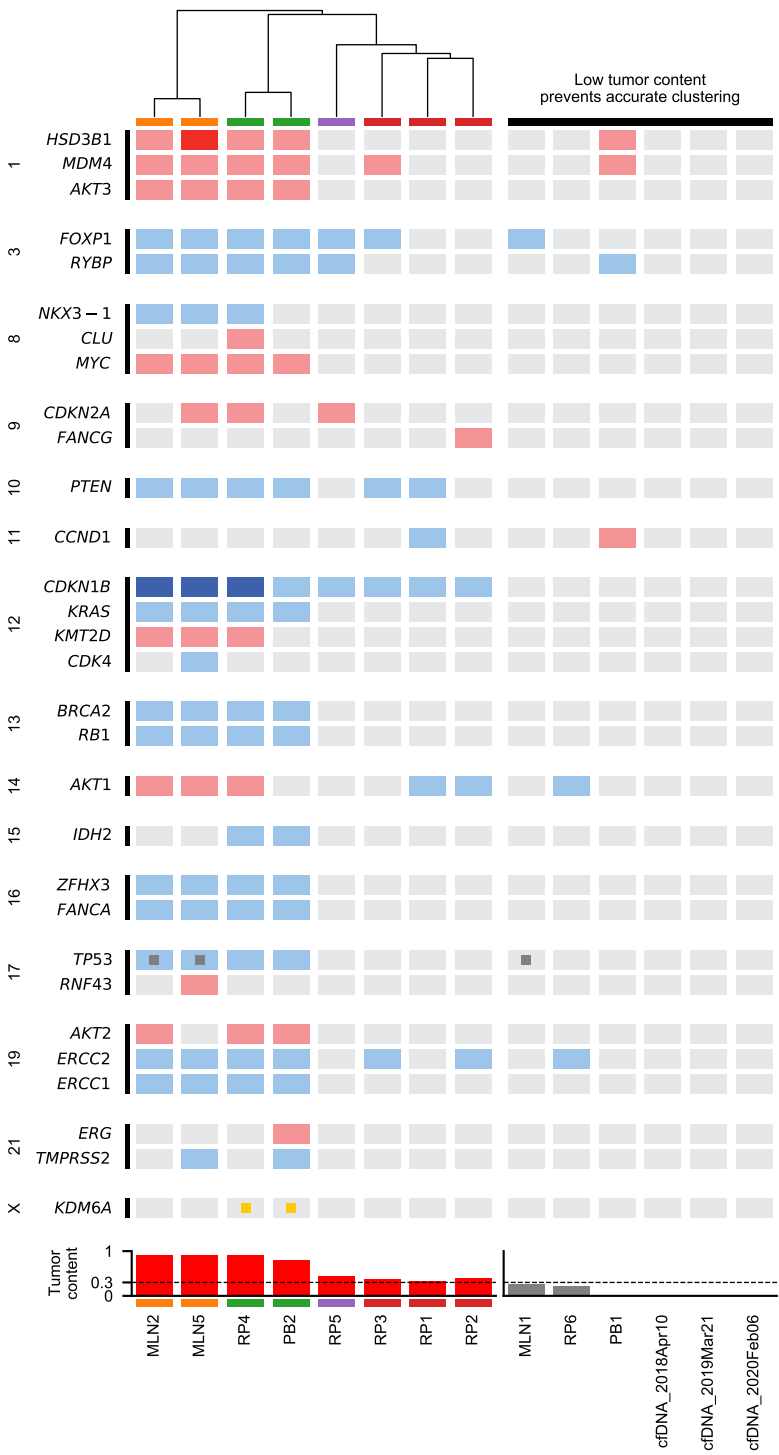 Low tumor content
prevents accurate clustering
1
HSD3B1
MDM4
AKT3
3
FOXP1
RYBP
8
NKX3 − 1
CLU
MYC
9
CDKN2A
FANCG
10
PTEN
11
CCND1
12
CDKN1B
KRAS
KMT2D
CDK4
13
BRCA2
RB1
14
AKT1
15
IDH2
16
ZFHX3
FANCA
17
TP53
RNF43
19
AKT2
ERCC2
ERCC1
21
ERG
TMPRSS2
X
KDM6A
Tumor
content
1
0.3
0
MLN2
MLN5
RP4
PB2
RP5
RP3
RP1
RP2
MLN1
RP6
PB1
cfDNA_2018Apr10
cfDNA_2019Mar21
cfDNA_2020Feb06